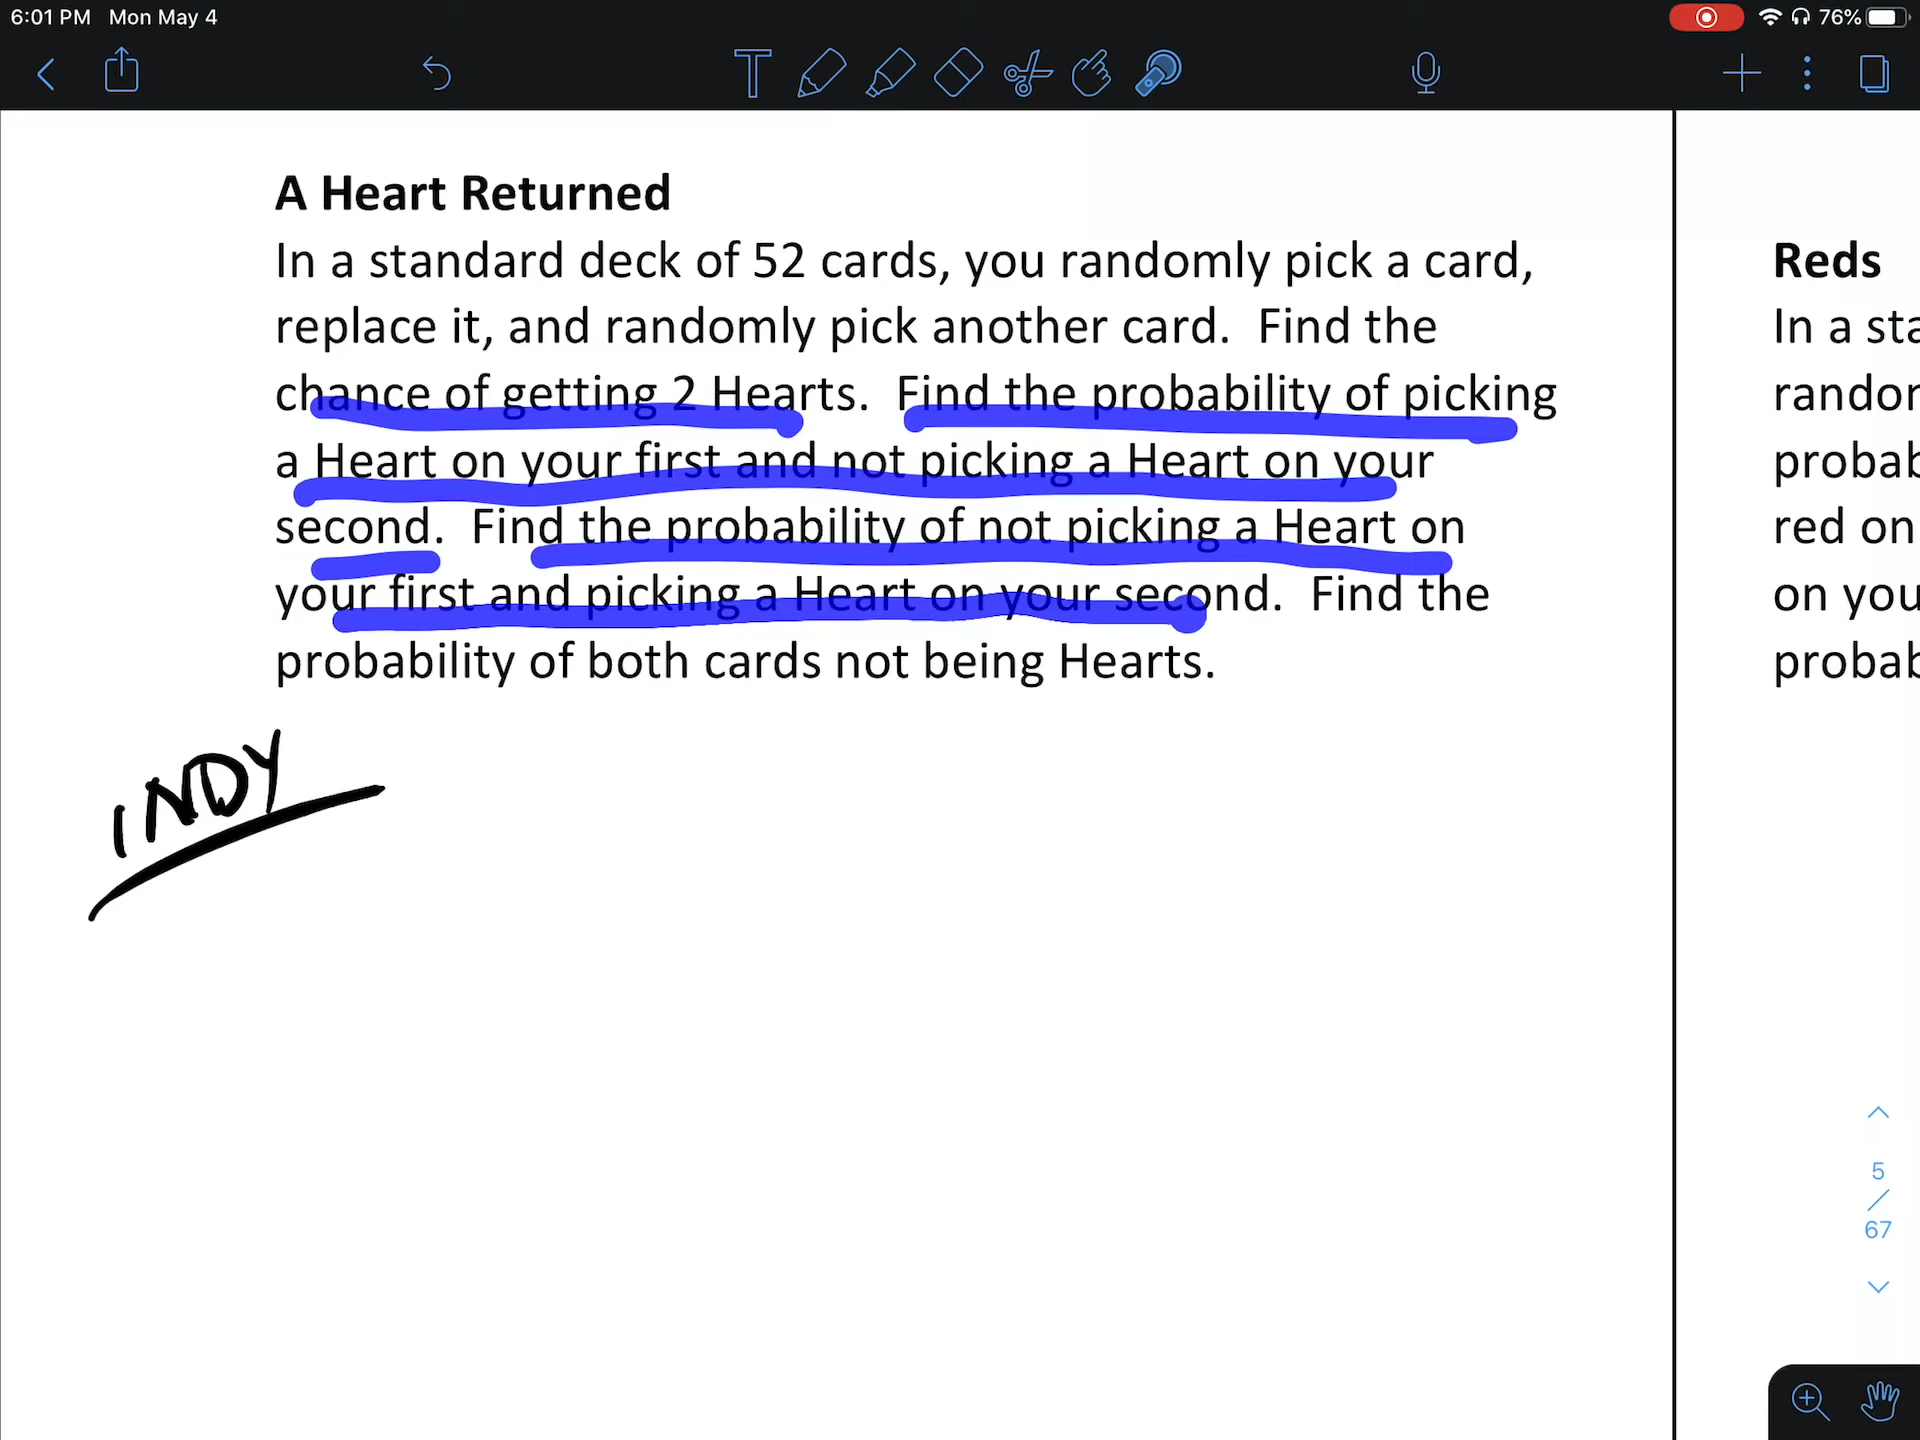 6:01 PM Mon May 4
76%
A Heart Returned
In a standard deck of 52 cards, you randomly pick a card,
replace it, and randomly pick another card. Find the
chance of getting 2 Hearts. Find the probability of picking
a Heart on your first and not picking a Heart on your
second. Find the probability of not picking a Heart on
your first and picking a Heart on your second. Find the
probability of both cards not being Hearts.
INDY
Reds
In a sta
randor
probab
red on
on you
probab
5
/
67